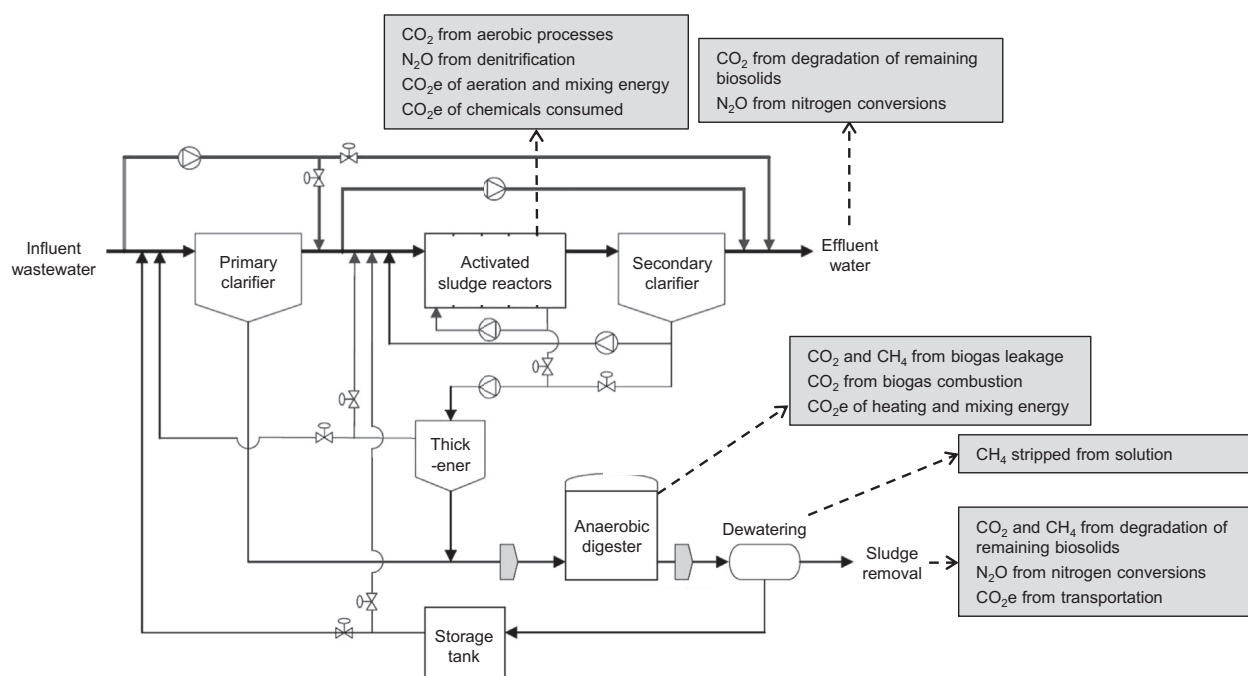 CO₂ from aerobic processes
N₂O from denitrification
CO₂e of aeration and mixing energy
CO₂e of chemicals consumed
CO₂ from degradation of remaining
biosolids
N₂O from nitrogen conversions
Influent
wastewater
Primary
clarifier
Activated
sludge reactors
Secondary
clarifier
Effluent
water
CO₂ and CH₄ from biogas leakage
CO₂ from biogas combustion
CO₂e of heating and mixing energy
Thick
-ener
CH₄ stripped from solution
Anaerobic
digester
Dewatering
Sludge
removal
CO₂ and CH₄ from degradation of
remaining biosolids
N₂O from nitrogen conversions
CO₂e from transportation
Storage
tank